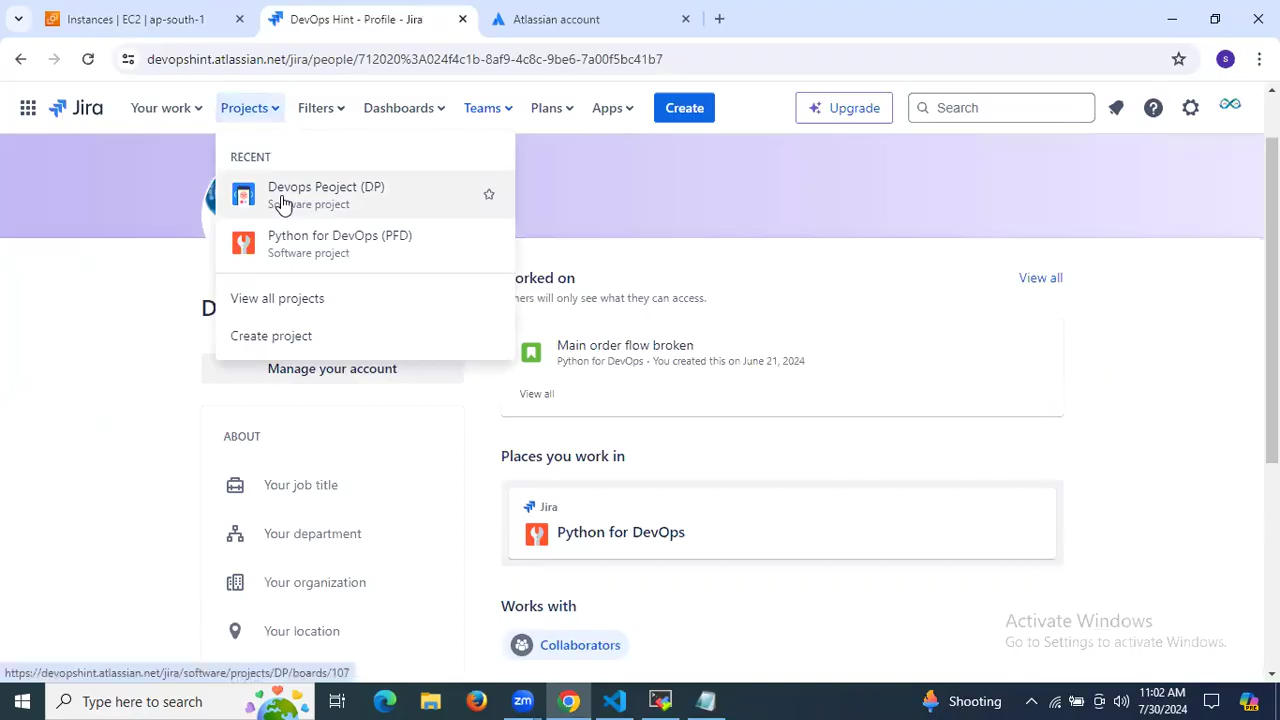 Instances | EC2 | ap-south-1
DevOps Hint - Profile - Jira
Atlassian account
devopshint.atlassian.net/jira/people/712020%3A024f4c1b-8af9-4c8c-9be6-7a00f5bc41b7
S
Jira
Your work
Projects
Filters
Dashboards
Teams
Plans
Apps
Create
Upgrade
Search
RECENT
Devops Peoject (DP)
Software project
Python for DevOps (PFD)
Software project
View all projects
Create project
D
Manage your account
ABOUT
Your job title
Your department
Your organization
Your location
orked on
View all
ners will only see what they can access.
Main order flow broken
Python for DevOps · You created this on June 21, 2024
View all
Places you work in
Jira
Python for DevOps
Works with
Collaborators
Activate Windows
Go to Settings to activate Windows.
https://devopshint.atlassian.net/jira/software/projects/DP/boards/107
Type here to search
zm
Shooting
11:02 AM
7/30/2024
PRE